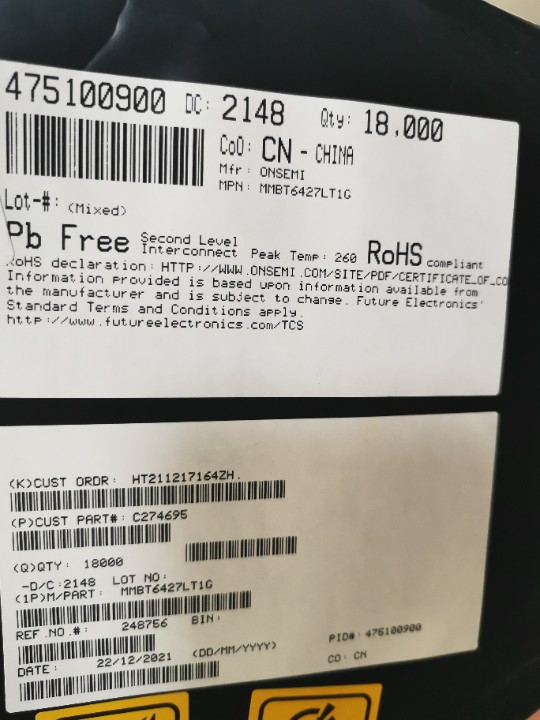 475100900 DC: 2148 Qty: 18,000
CoO: CN - CHINA
Mfr: ONSEMI
MPN: MMBT6427LT1G
Lot-#: (Mixed)
Pb Free Second Level Interconnect Peak Temp: 260 RoHS compliant
RoHS declaration: HTTP://WWW.ONSEMI.COM/SITE/PDF/CERTIFICATE_OF_CO
Information provided is based upon information available from
the manufacturer and is subject to change. Future Electronics'
Standard Terms and Conditions apply.
http://www.futureelectronics.com/TCS
(K)CUST ORDR: HT211217164ZH.
(P)CUST PART#: C274695
(Q)QTY: 18000
-D/C:2148 LOT NO:
(1P)M/PART: MMBT6427LT1G
REF.NO.#: 248756 BIN:
PID#: 475100900
DATE: 22/12/2021 (DD/MM/YYYY)
CO: CN